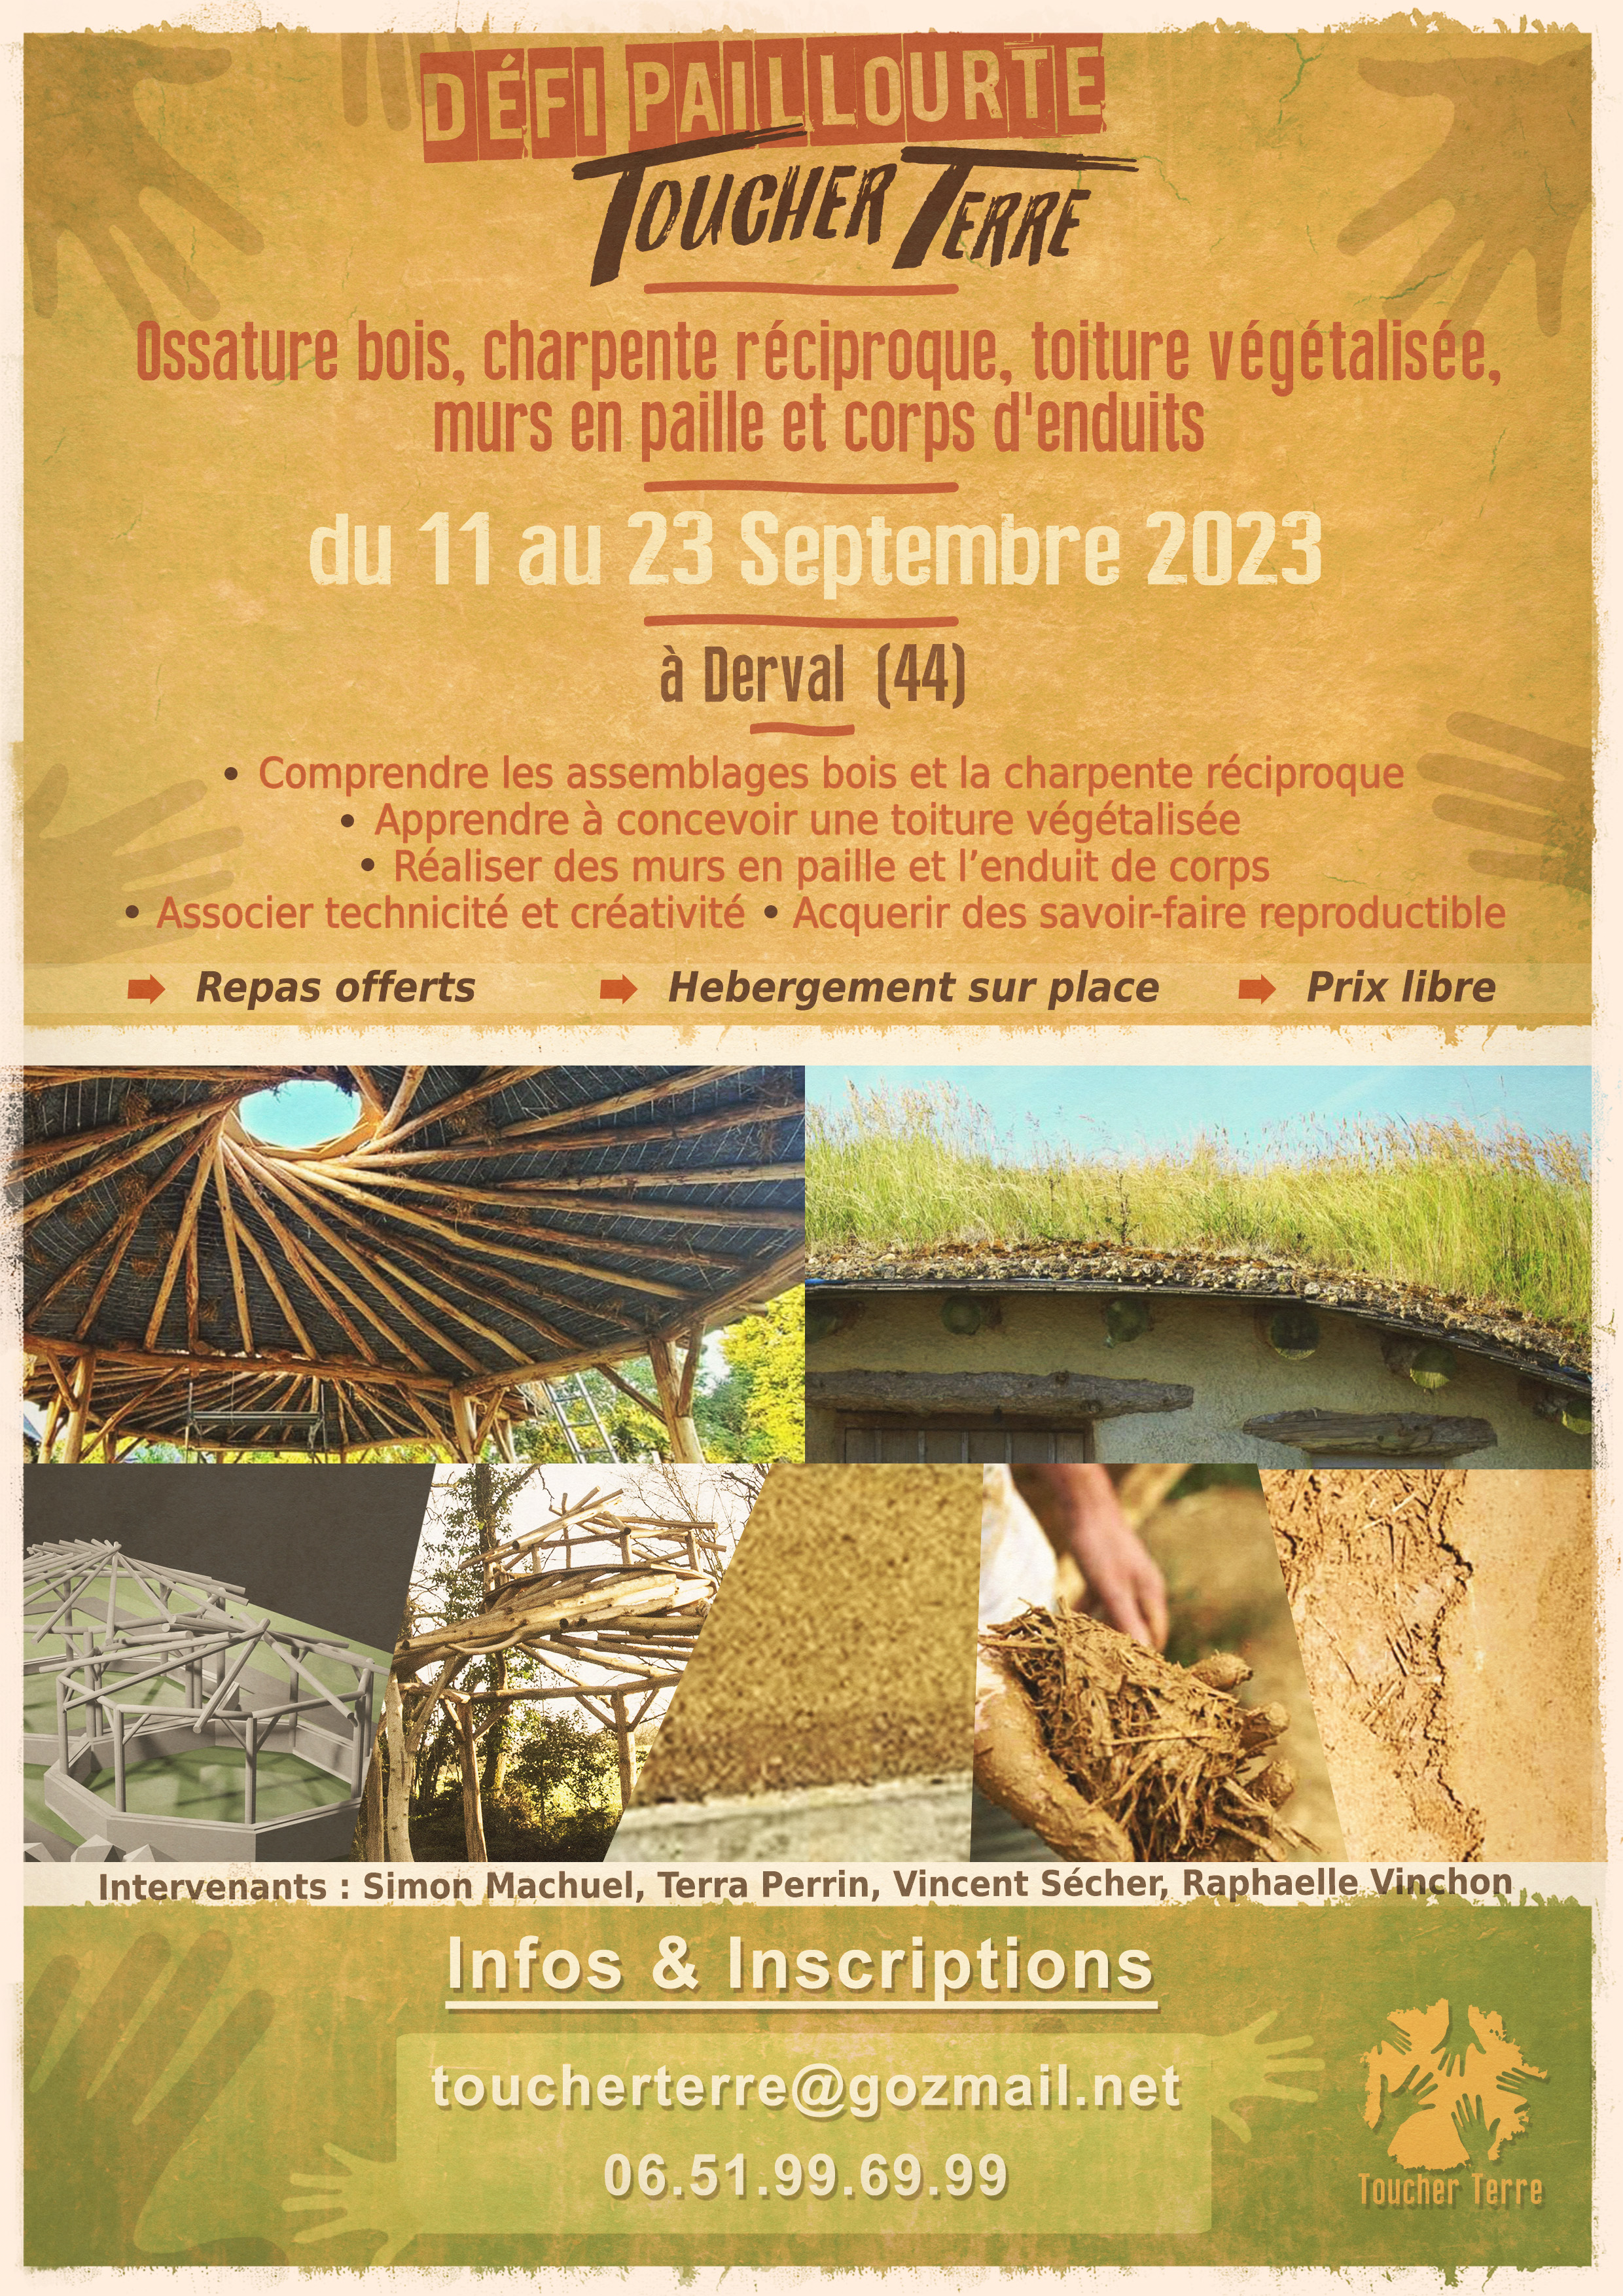 DÉFI PAILLOURTE
TOUCHER TERRE
Ossature bois, charpente réciproque, toiture végétalisée,
murs en paille et corps d'enduits
du 11 au 23 Septembre 2023
à Derval (44)
• Comprendre les assemblages bois et la charpente réciproque
• Apprendre à concevoir une toiture végétalisée
• Réaliser des murs en paille et l’enduit de corps
• Associer technicité et créativité • Acquerir des savoir-faire reproductible
Repas offerts Hebergement sur place Prix libre
Intervenants : Simon Machuel, Terra Perrin, Vincent Sécher, Raphaelle Vinchon
Infos & Inscriptions
toucherterre@gozmail.net
06.51.99.69.99
Toucher Terre